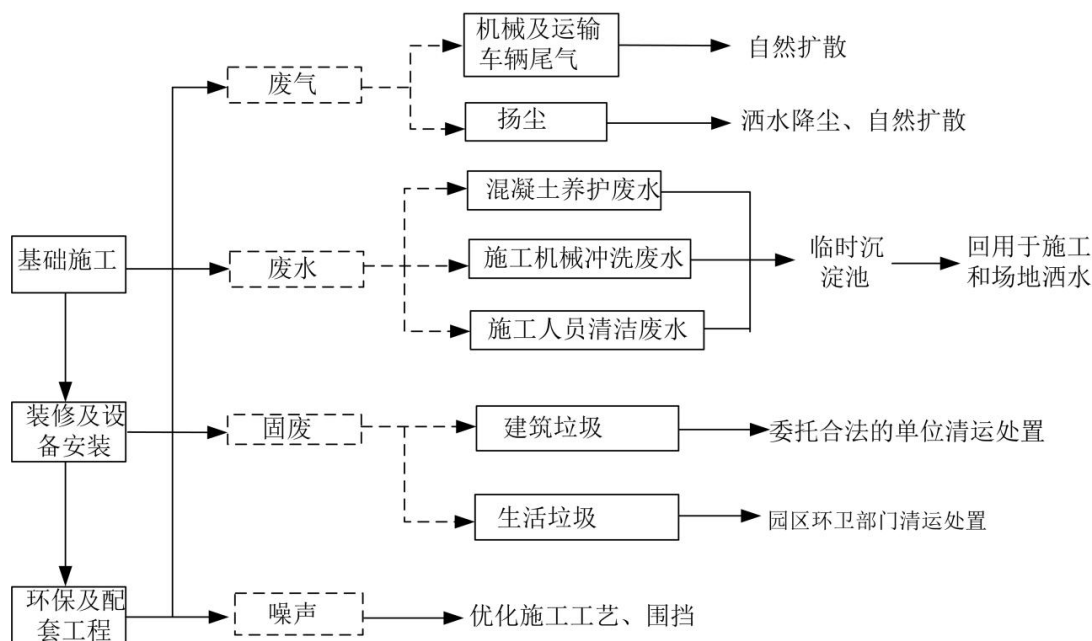 机械及运输
车辆尾气
自然扩散
废气
扬尘
洒水降尘、自然扩散
混凝土养护废水
基础施工
废水
施工机械冲洗废水
临时沉
淀池
回用于施工
和场地洒水
施工人员清洁废水
装修及设
备安装
固废
建筑垃圾
委托合法的单位清运处置
生活垃圾
园区环卫部门清运处置
环保及配
套工程
噪声
优化施工工艺、围挡